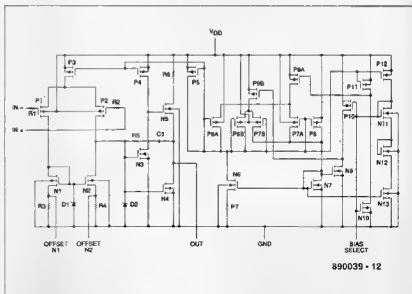 VDD
P3 P4 R6 P5 P9B P9A P12
P11
IN- P1 P2 R2
R1 N5 P8A P8B P7B P7A P8 P10 N11
IN+
R5 C1
N3 N12
N6 N9
N1 N2 N4 N7 N13
R3 D1 R4 D2 P7 N10
OFFSET OFFSET OUT GND BIAS
N1 N2 SELECT
890039 - 12